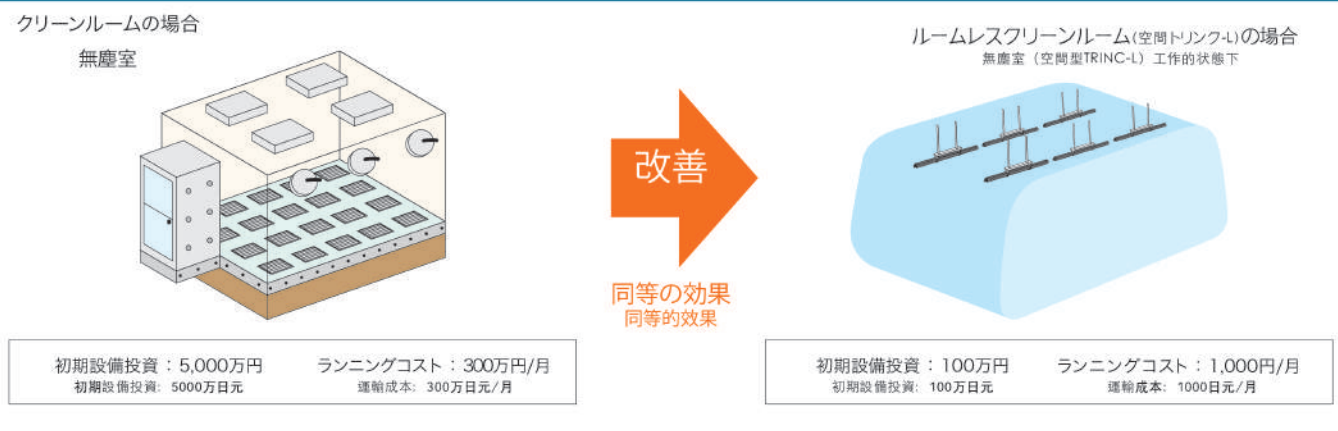 クリーンルームの場合
無塵室
改善
同等の効果
同等的効果
ルームレスクリーンルーム(空間トリンク-L)の場合
無塵室（空間型TRINC-L）工作的状態下
初期設備投資：5,000万円 ランニングコスト：300万円/月
初期設備投資: 5000万日元 運輸成本: 300万日元/月
初期設備投資：100万円 ランニングコスト：1,000円/月
初期設備投資: 100万日元 運輸成本: 1000日元/月